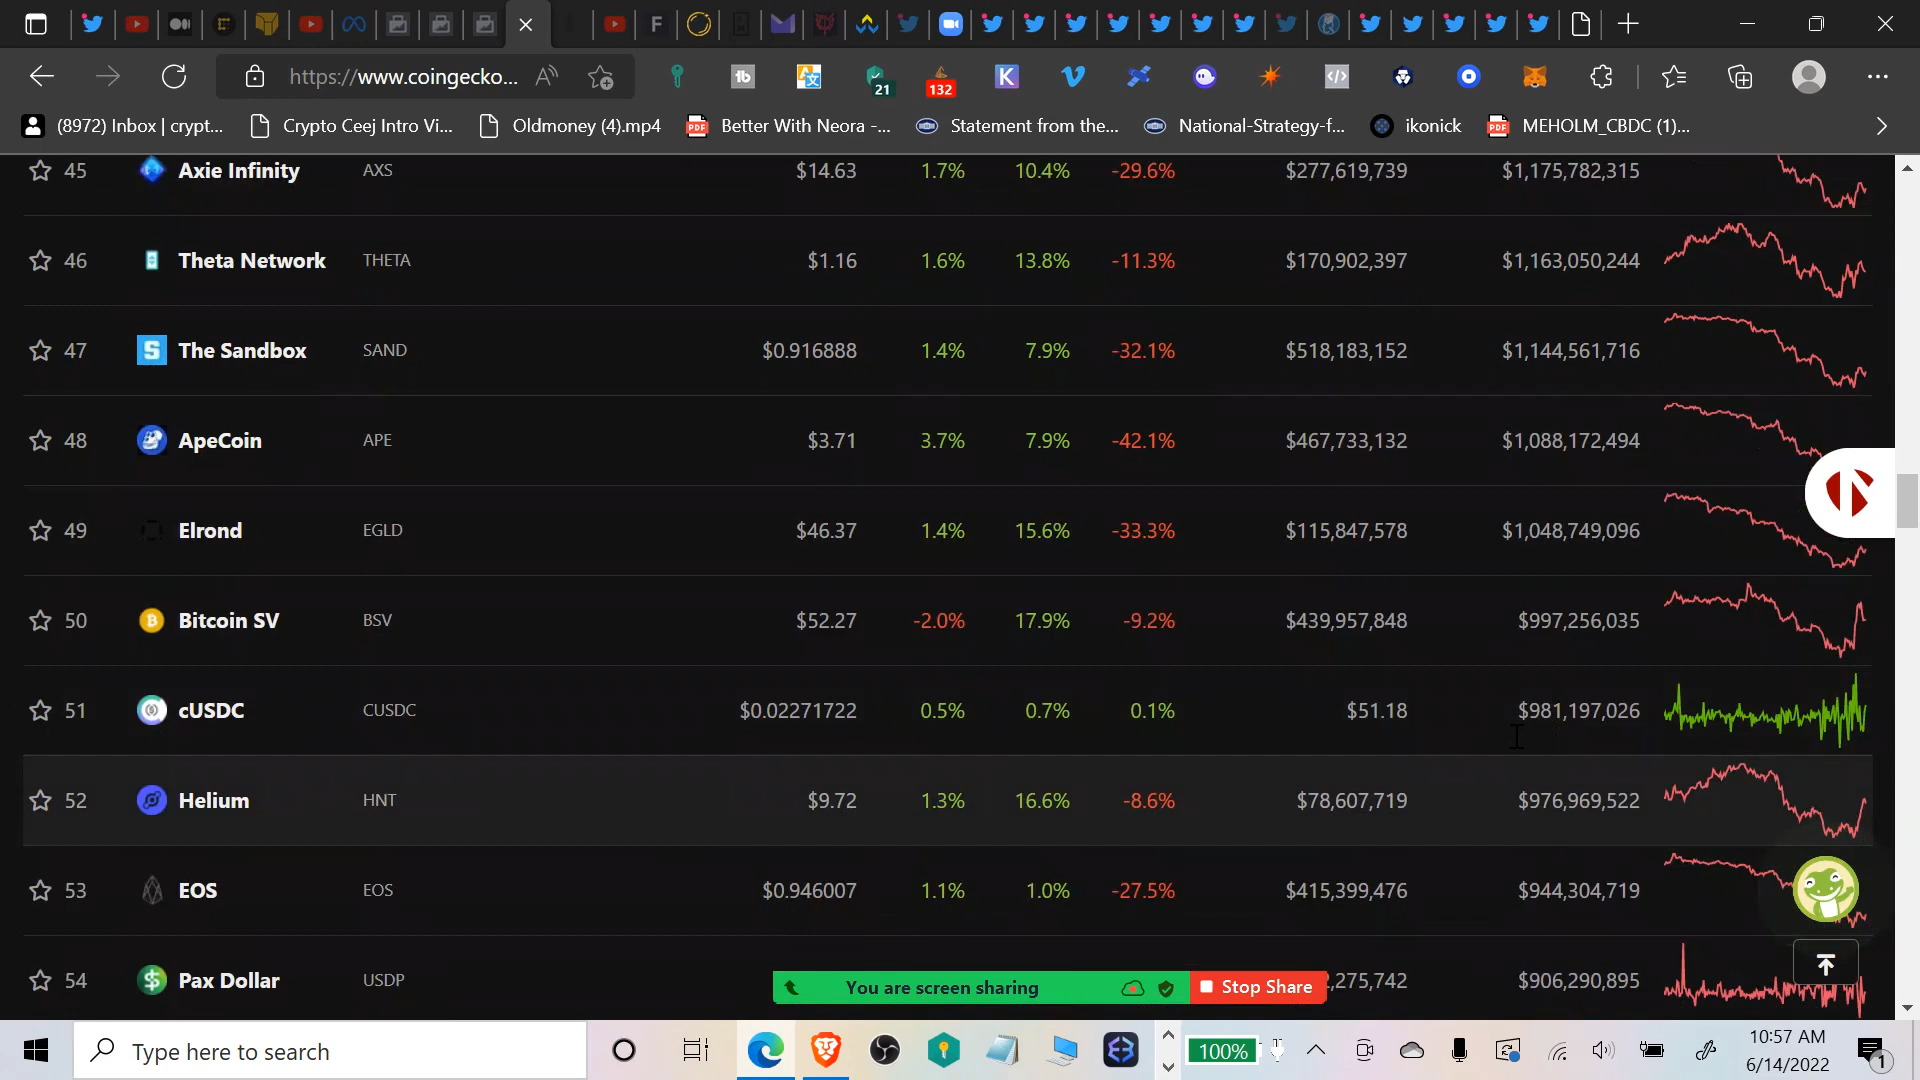 F
https://www.coingecko...
A
tb
21
132
K
(8972) Inbox | crypt...
Crypto Ceej Intro Vi...
Oldmoney (4).mp4
PDF
Better With Neora -...
Statement from the...
National-Strategy-f...
ikonick
PDF
MEHOLM_CBDC (1)...
45 Axie Infinity AXS $14.63 1.7% 10.4% -29.6% $277,619,739 $1,175,782,315
46 Theta Network THETA $1.16 1.6% 13.8% -11.3% $170,902,397 $1,163,050,244
47 The Sandbox SAND $0.916888 1.4% 7.9% -32.1% $518,183,152 $1,144,561,716
48 ApeCoin APE $3.71 3.7% 7.9% -42.1% $467,733,132 $1,088,172,494
49 Elrond EGLD $46.37 1.4% 15.6% -33.3% $115,847,578 $1,048,749,096
50 Bitcoin SV BSV $52.27 -2.0% 17.9% -9.2% $439,957,848 $997,256,035
51 cUSDC CUSDC $0.02271722 0.5% 0.7% 0.1% $51.18 $981,197,026
52 Helium HNT $9.72 1.3% 16.6% -8.6% $78,607,719 $976,969,522
53 EOS EOS $0.946007 1.1% 1.0% -27.5% $415,399,476 $944,304,719
54 Pax Dollar USDP 2,275,742 $906,290,895
You are screen sharing
Stop Share
Type here to search
100%
10:57 AM
6/14/2022
1